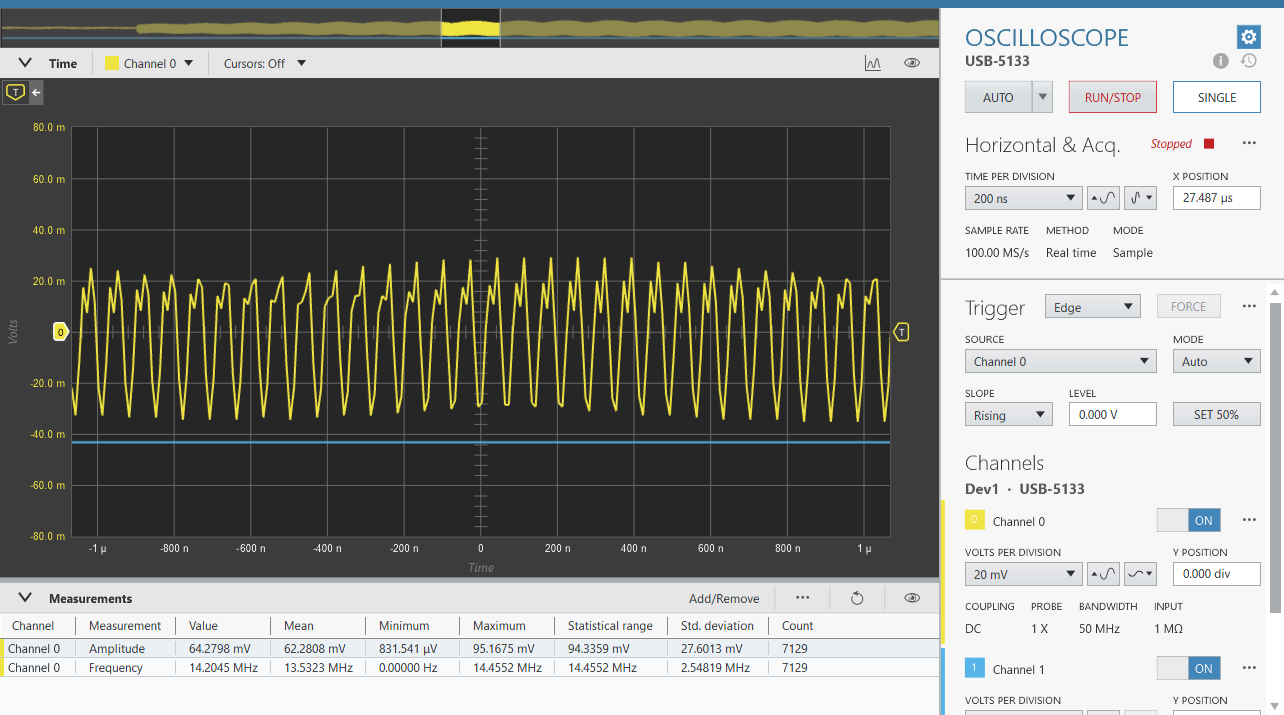 OSCILLOSCOPE
USB-5133
AUTO RUN/STOP SINGLE
Horizontal & Acq. Stopped
TIME PER DIVISION X POSITION
200 ns 27.487 µs
SAMPLE RATE METHOD MODE
100.00 MS/s Real time Sample
Trigger Edge FORCE
SOURCE MODE
Channel 0 Auto
SLOPE LEVEL
Rising 0.000 V SET 50%
Channels
Dev1 · USB-5133
0 Channel 0 ON
VOLTS PER DIVISION Y POSITION
20 mV 0.000 div
COUPLING PROBE BANDWIDTH INPUT
DC 1 X 50 MHz 1 MΩ
1 Channel 1 ON
VOLTS PER DIVISION Y POSITION
Time Channel 0 Cursors: Off
T
80.0 m
60.0 m
40.0 m
20.0 m
0 T
-20.0 m
-40.0 m
-60.0 m
-80.0 m
Volts
-1 µ -800 n -600 n -400 n -200 n 0 200 n 400 n 600 n 800 n 1 µ
Time
Measurements Add/Remove
Channel Measurement Value Mean Minimum Maximum Statistical range Std. deviation Count
Channel 0 Amplitude 64.2798 mV 62.2808 mV 831.541 µV 95.1675 mV 94.3359 mV 27.6013 mV 7129
Channel 0 Frequency 14.2045 MHz 13.5323 MHz 0.00000 Hz 14.4552 MHz 14.4552 MHz 2.54819 MHz 7129